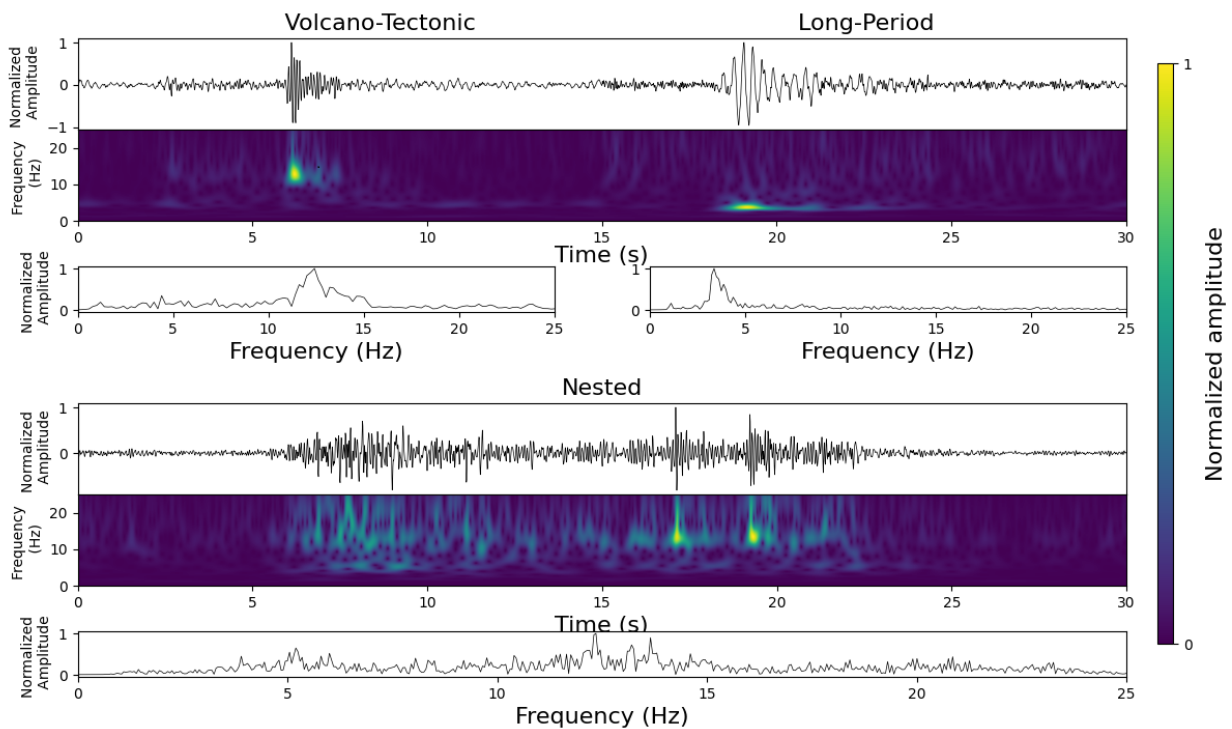 Volcano-Tectonic Long-Period
Normalized
Amplitude
1
0
−1
Frequency
(Hz)
20
10
0
0 5 10 15 20 25 30
Time (s)
Normalized
Amplitude
1
0
0 5 10 15 20 25
Frequency (Hz)
1
0
0 5 10 15 20 25
Frequency (Hz)
Nested
Normalized
Amplitude
1
0
Frequency
(Hz)
20
10
0
0 5 10 15 20 25 30
Time (s)
Normalized
Amplitude
1
0
0 5 10 15 20 25
Frequency (Hz)
1
Normalized amplitude
0